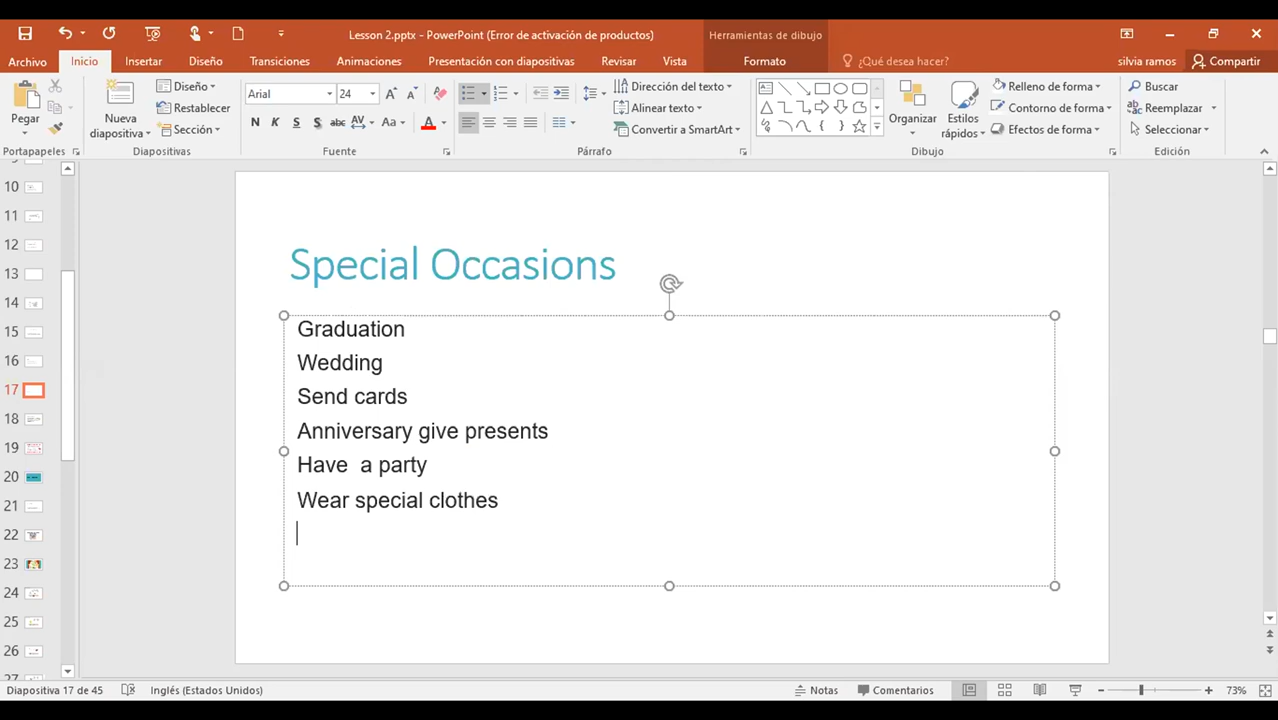 Lesson 2.pptx - PowerPoint (Error de activación de productos)
Herramientas de dibujo
Archivo
Inicio
Insertar
Diseño
Transiciones
Animaciones
Presentación con diapositivas
Revisar
Vista
Formato
¿Qué desea hacer?
silvia ramos
Compartir
Pegar
Nueva diapositiva
Diseño
Restablecer
Sección
Arial
24
N K S S abc AV Aa A
Dirección del texto
Alinear texto
Convertir a SmartArt
Organizar
Estilos rápidos
Relleno de forma
Contorno de forma
Efectos de forma
Buscar
Reemplazar
Seleccionar
Portapapeles
Diapositivas
Fuente
Párrafo
Dibujo
Edición
10
11
12
13
14
15
16
17
18
19
20
21
22
23
24
25
26
27
Special Occasions
Graduation
Wedding
Send cards
Anniversary give presents
Have  a party
Wear special clothes
Diapositiva 17 de 45
Inglés (Estados Unidos)
Notas
Comentarios
73%